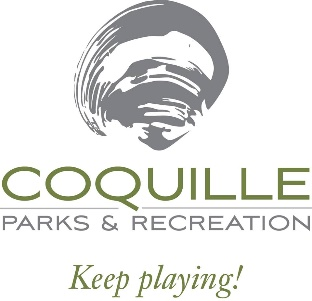 COQUILLE
PARKS & RECREATION
Keep playing!